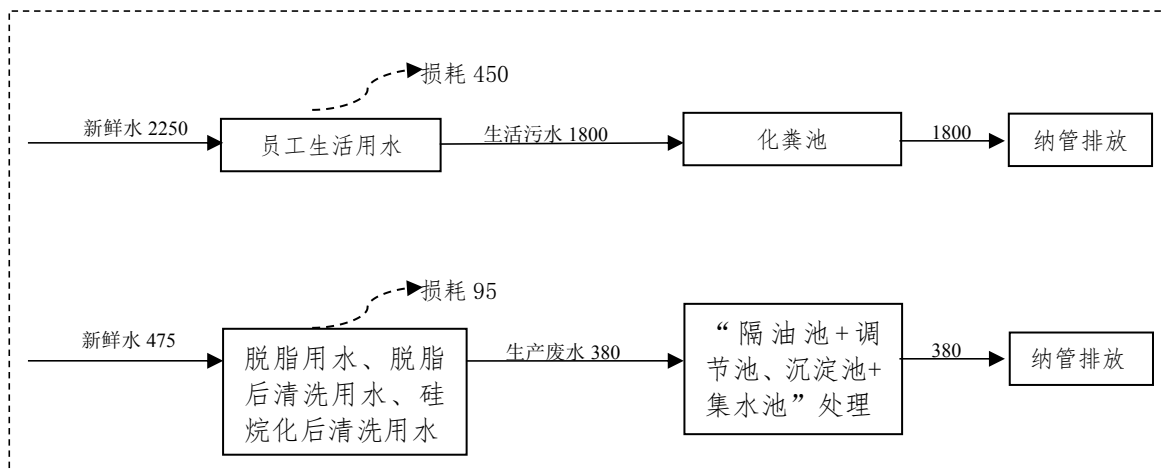 损耗 450
新鲜水 2250
员工生活用水
生活污水 1800
化粪池
1800
纳管排放
损耗 95
新鲜水 475
脱脂用水、脱脂
后清洗用水、硅
烷化后清洗用水
生产废水 380
“隔油池+调
节池、沉淀池+
集水池”处理
380
纳管排放